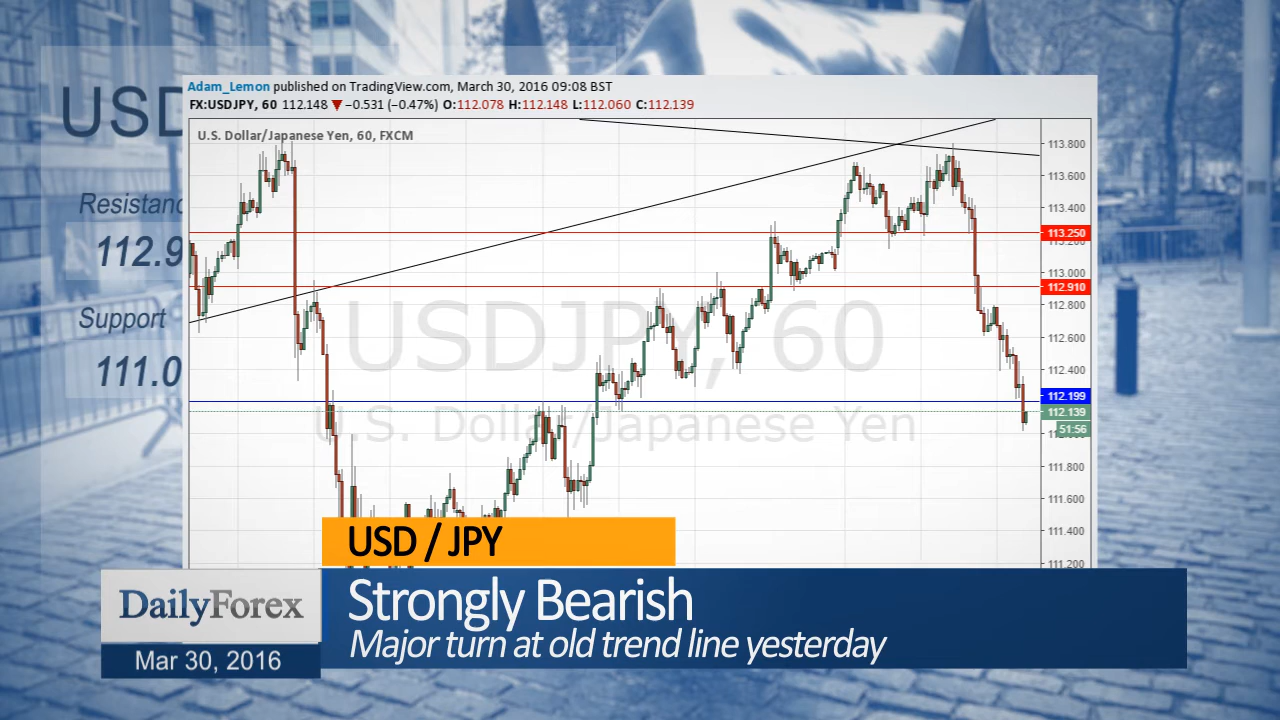 Adam_Lemon published on TradingView.com, March 30, 2016 09:08 BST
FX:USDJPY, 60 112.148 ▼ −0.531 (−0.47%) O:112.078 H:112.148 L:112.060 C:112.139
U.S. Dollar/Japanese Yen, 60, FXCM
USD
112.9
Support
111.0
USDJPY, 60
U.S. Dollar/Japanese Yen
113.800
113.600
113.400
113.250
113.200
113.000
112.910
112.800
112.600
112.400
112.199
112.139
51:56
111.800
111.600
111.400
111.200
USD / JPY
DailyForex
Strongly Bearish
Major turn at old trend line yesterday
Mar 30, 2016